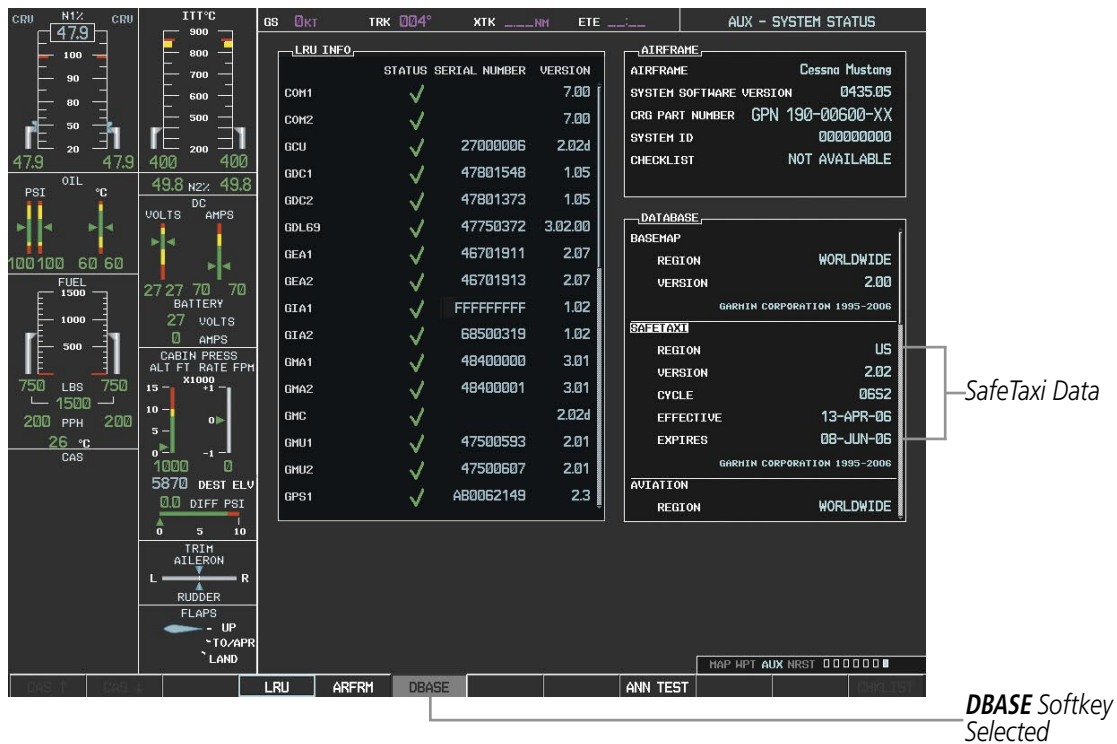 CRU N1% CRU
47.9
100
90
80
50
20
47.9 47.9
ITT°C
900
800
700
600
500
200
400 400
49.8 N2% 49.8
OIL
PSI °C
100 100 60 60
DC
VOLTS AMPS
27 27 70 70
BATTERY
27 VOLTS
0 AMPS
FUEL
1500
1000
500
750 LBS 750
1500
200 PPH 200
26 °C
CAS
CABIN PRESS
ALT FT RATE FPM
X1000
15 +1
10
0
5
0 -1
1000 0
5870 DEST ELV
0.0 DIFF PSI
0 5 10
TRIM
AILERON
L R
RUDDER
FLAPS
UP
TO/APR
LAND
GS 0KT TRK 004° XTK ____NM ETE __:__ AUX - SYSTEM STATUS
LRU INFO
STATUS SERIAL NUMBER VERSION
COM1 7.00
COM2 7.00
GCU 27000006 2.02d
GDC1 47801548 1.05
GDC2 47801373 1.05
GDL69 47750372 3.02.00
GEA1 46701911 2.07
GEA2 46701913 2.07
GIA1 FFFFFFFFF 1.02
GIA2 68500319 1.02
GMA1 48400000 3.01
GMA2 48400001 3.01
GMC 2.02d
GMU1 47500593 2.01
GMU2 47500607 2.01
GPS1 AB0062149 2.3
AIRFRAME
AIRFRAME Cessna Mustang
SYSTEM SOFTWARE VERSION 0435.05
CRG PART NUMBER GPN 190-00600-XX
SYSTEM ID 000000000
CHECKLIST NOT AVAILABLE
DATABASE
BASEMAP
REGION WORLDWIDE
VERSION 2.00
GARMIN CORPORATION 1995-2006
SAFETAXI
REGION US
VERSION 2.02
CYCLE 06S2
EFFECTIVE 13-APR-06
EXPIRES 08-JUN-06
GARMIN CORPORATION 1995-2006
AVIATION
REGION WORLDWIDE
SafeTaxi Data
MAP WPT AUX NRST
CAS ↑ CAS ↓ LRU ARFRM DBASE ANN TEST CHKLIST
DBASE Softkey
Selected